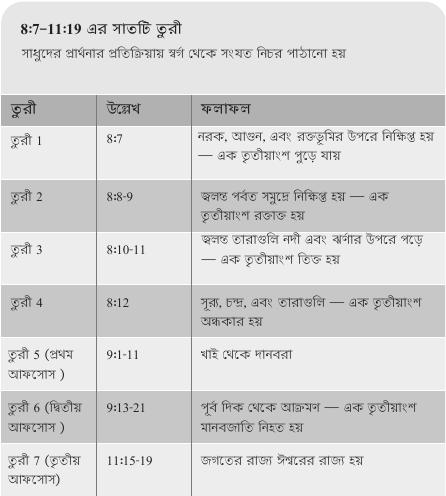 8:7–11:19 এর সাতটি তুরী
সাধুদের প্রার্থনার প্রতিক্রিয়ায় স্বর্গ থেকে সংযত নিচর পাঠানো হয়
তুরী উল্লেখ ফলাফল
তুরী 1 8:7 নরক, আগুন, এবং রক্তভূমির উপরে নিক্ষিপ্ত হয়
— এক তৃতীয়াংশ পুড়ে যায়
তুরী 2 8:8-9 জ্বলন্ত পর্বত সমুদ্রে নিক্ষিপ্ত হয় — এক
তৃতীয়াংশ রক্তাক্ত হয়
তুরী 3 8:10-11 জ্বলন্ত তারাগুলি নদী এবং ঝর্নার উপরে পড়ে
— এক তৃতীয়াংশ তিক্ত হয়
তুরী 4 8:12 সূর্য, চন্দ্র, এবং তারাগুলি — এক তৃতীয়াংশ
অন্ধকার হয়
তুরী 5 (প্রথম 9:1-11 খাই থেকে দানবরা
আফসোস )
তুরী 6 (দ্বিতীয় 9:13-21 পূর্ব দিক থেকে আক্রমণ — এক তৃতীয়াংশ
আফসোস ) মানবজাতি নিহত হয়
তুরী 7 (তৃতীয় 11:15-19 জগতের রাজ্য ঈশ্বরের রাজ্য হয়
আফসোস)